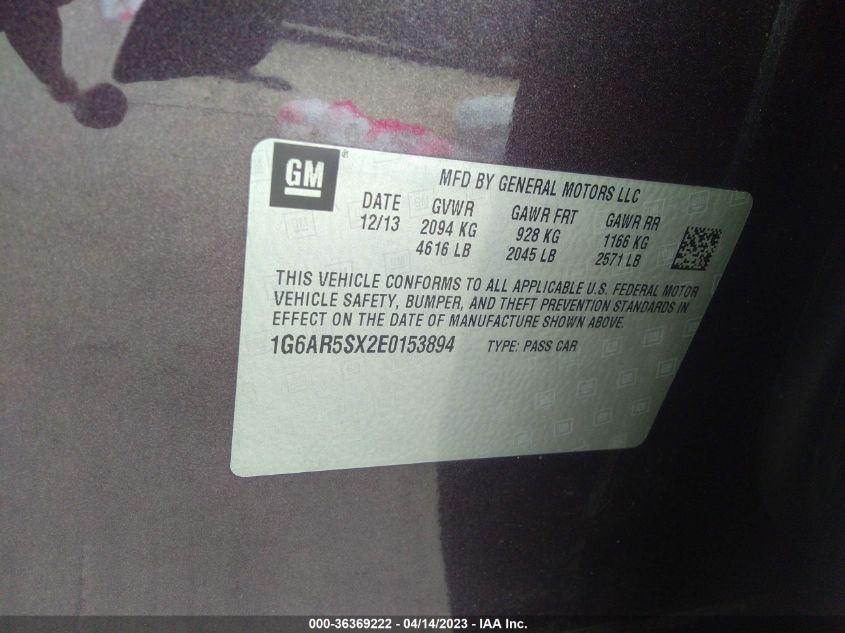 GM
MFD BY GENERAL MOTORS LLC
DATE GVWR GAWR FRT GAWR RR
12/13 2094 KG 928 KG 1166 KG
4616 LB 2045 LB 2571 LB
THIS VEHICLE CONFORMS TO ALL APPLICABLE U.S. FEDERAL MOTOR
VEHICLE SAFETY, BUMPER, AND THEFT PREVENTION STANDARDS IN
EFFECT ON THE DATE OF MANUFACTURE SHOWN ABOVE.
1G6AR5SX2E0153894 TYPE: PASS CAR
000-36369222 - 04/14/2023 - IAA Inc.